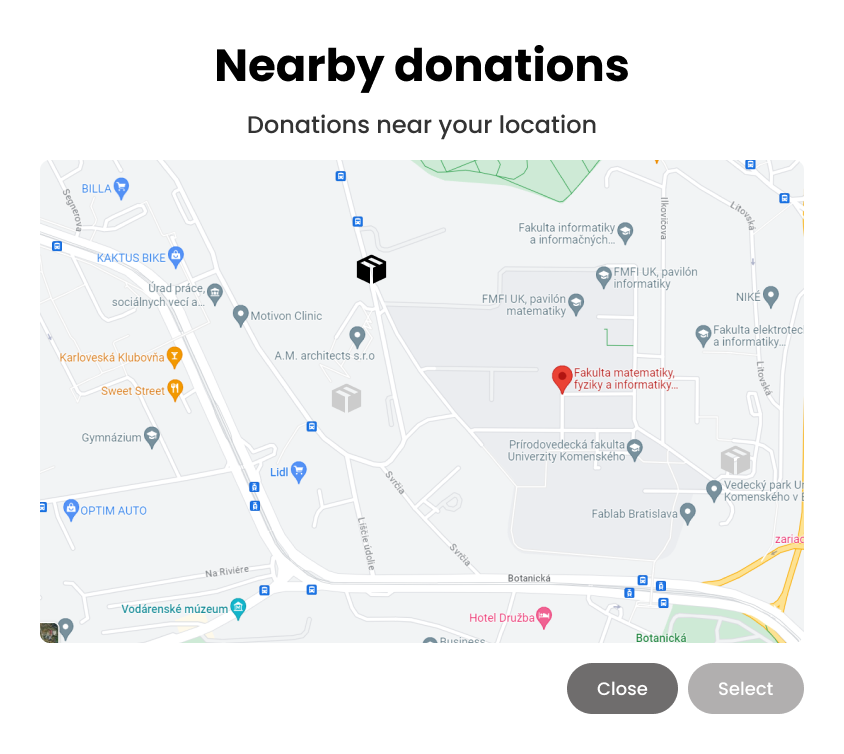 Nearby donations
Donations near your location
BILLA
Segnerova
Ilkovičova
Litovská
Fakulta informatiky
a informačných...
KAKTUS BIKE
FMFI UK, pavilón
informatiky
Úrad práce,
sociálnych vecí a...
NIKÉ
FMFI UK, pavilón
matematiky
Motivon Clinic
Fakulta elektrotec
a informatiky...
A.M. architects s.r.o
Karloveská Klubovňa
Fakulta matematiky,
fyziky a informatiky...
Litovská
Sweet Street
Gymnázium
Prírodovedecká fakulta
Univerzity Komenského
Lidl
Svrčia
Vedecký park Un
Komenského v B
OPTIM AUTO
Fablab Bratislava
Líščie údolie
zariad
Svrčia
Na Riviére
Botanická
Vodárenské múzeum
Hotel Družba
Business
Botanická
Close
Select